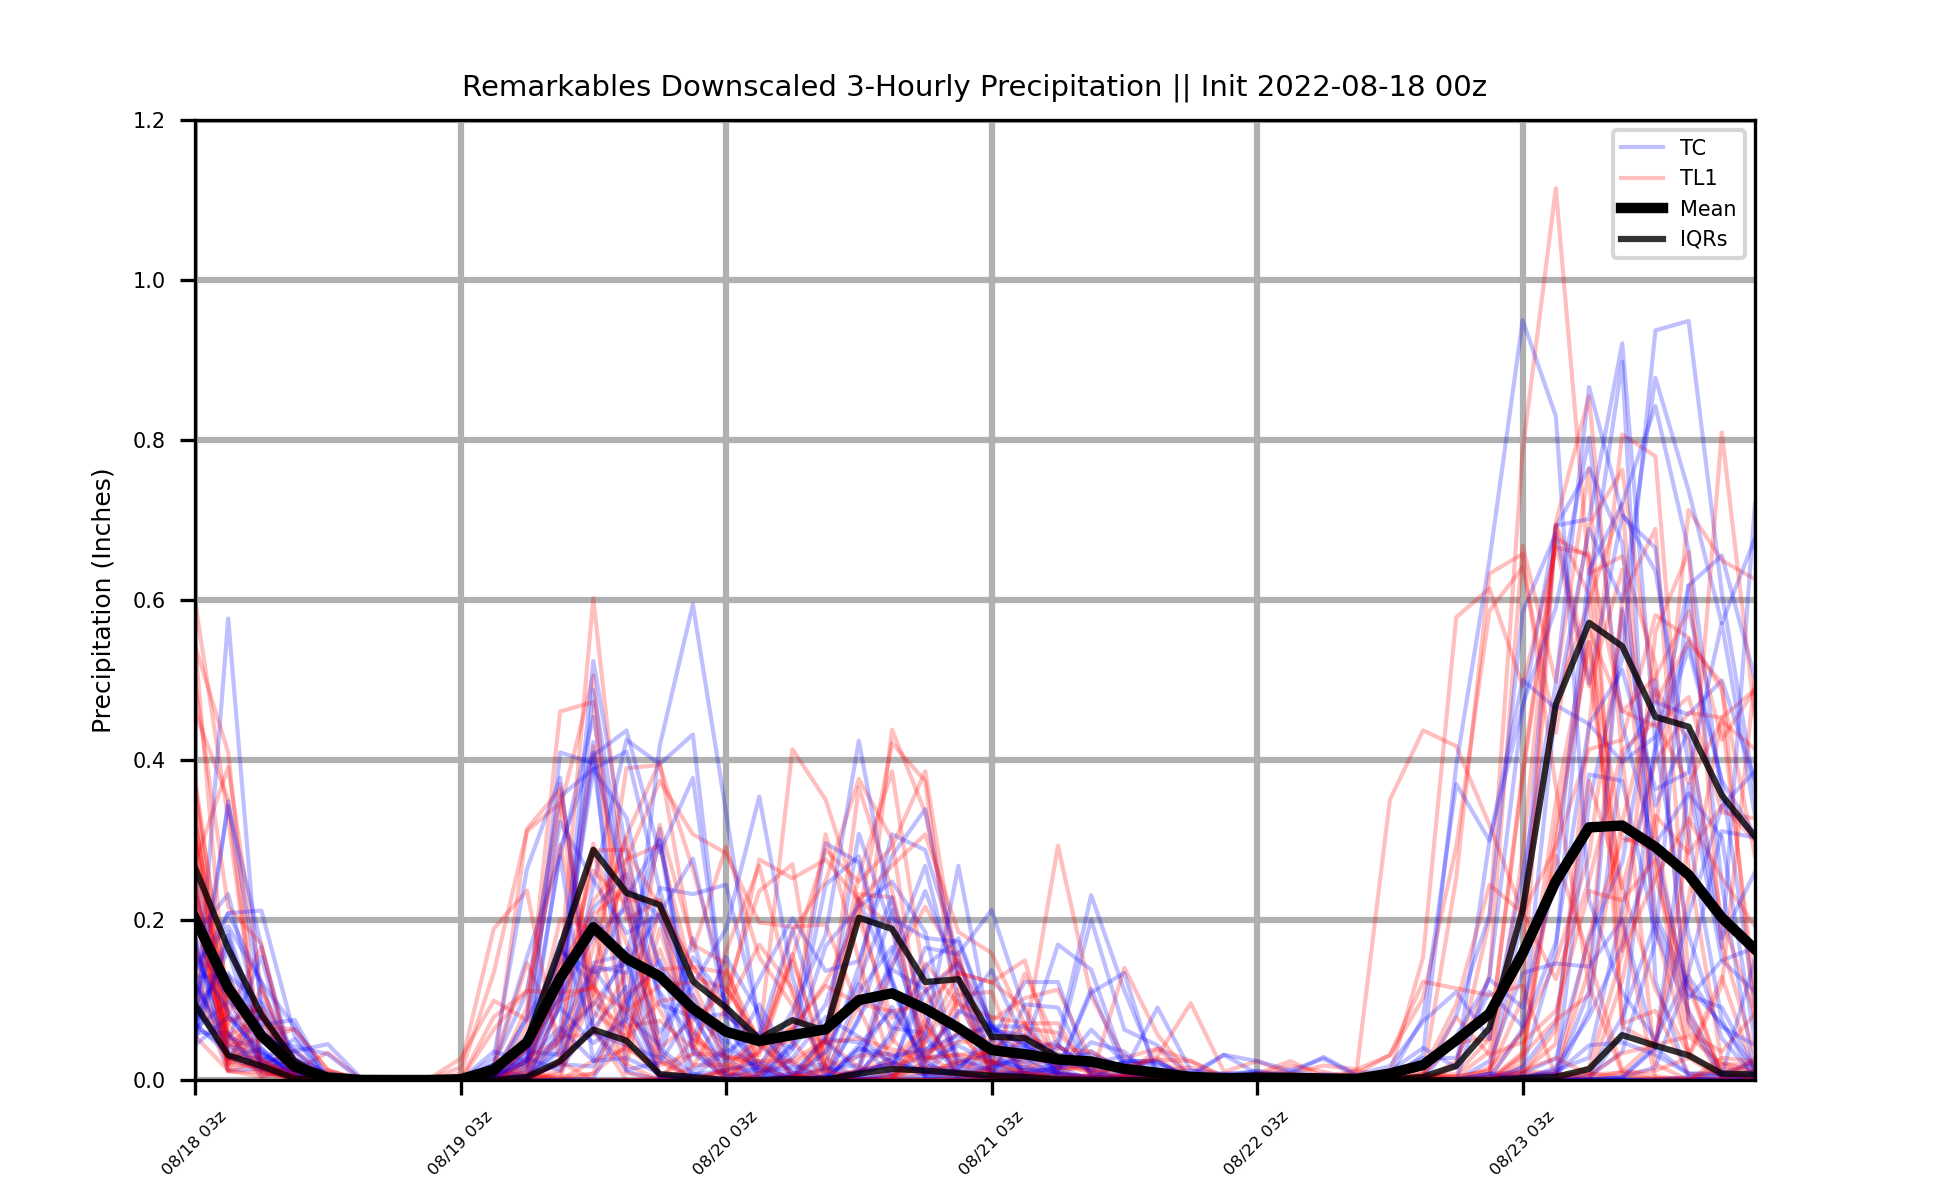 Remarkables Downscaled 3-Hourly Precipitation || Init 2022-08-18 00z
1.2
1.0
0.8
0.6
0.4
0.2
0.0
Precipitation (Inches)
TC
TL1
Mean
IQRs
08/18 03z
08/19 03z
08/20 03z
08/21 03z
08/22 03z
08/23 03z